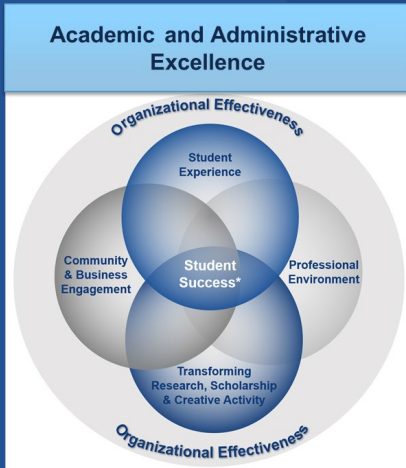 Academic and Administrative
Excellence
Organizational Effectiveness
Student
Experience
Community
& Business
Engagement
Student
Success*
Professional
Environment
Transforming
Research, Scholarship
& Creative Activity
Organizational Effectiveness